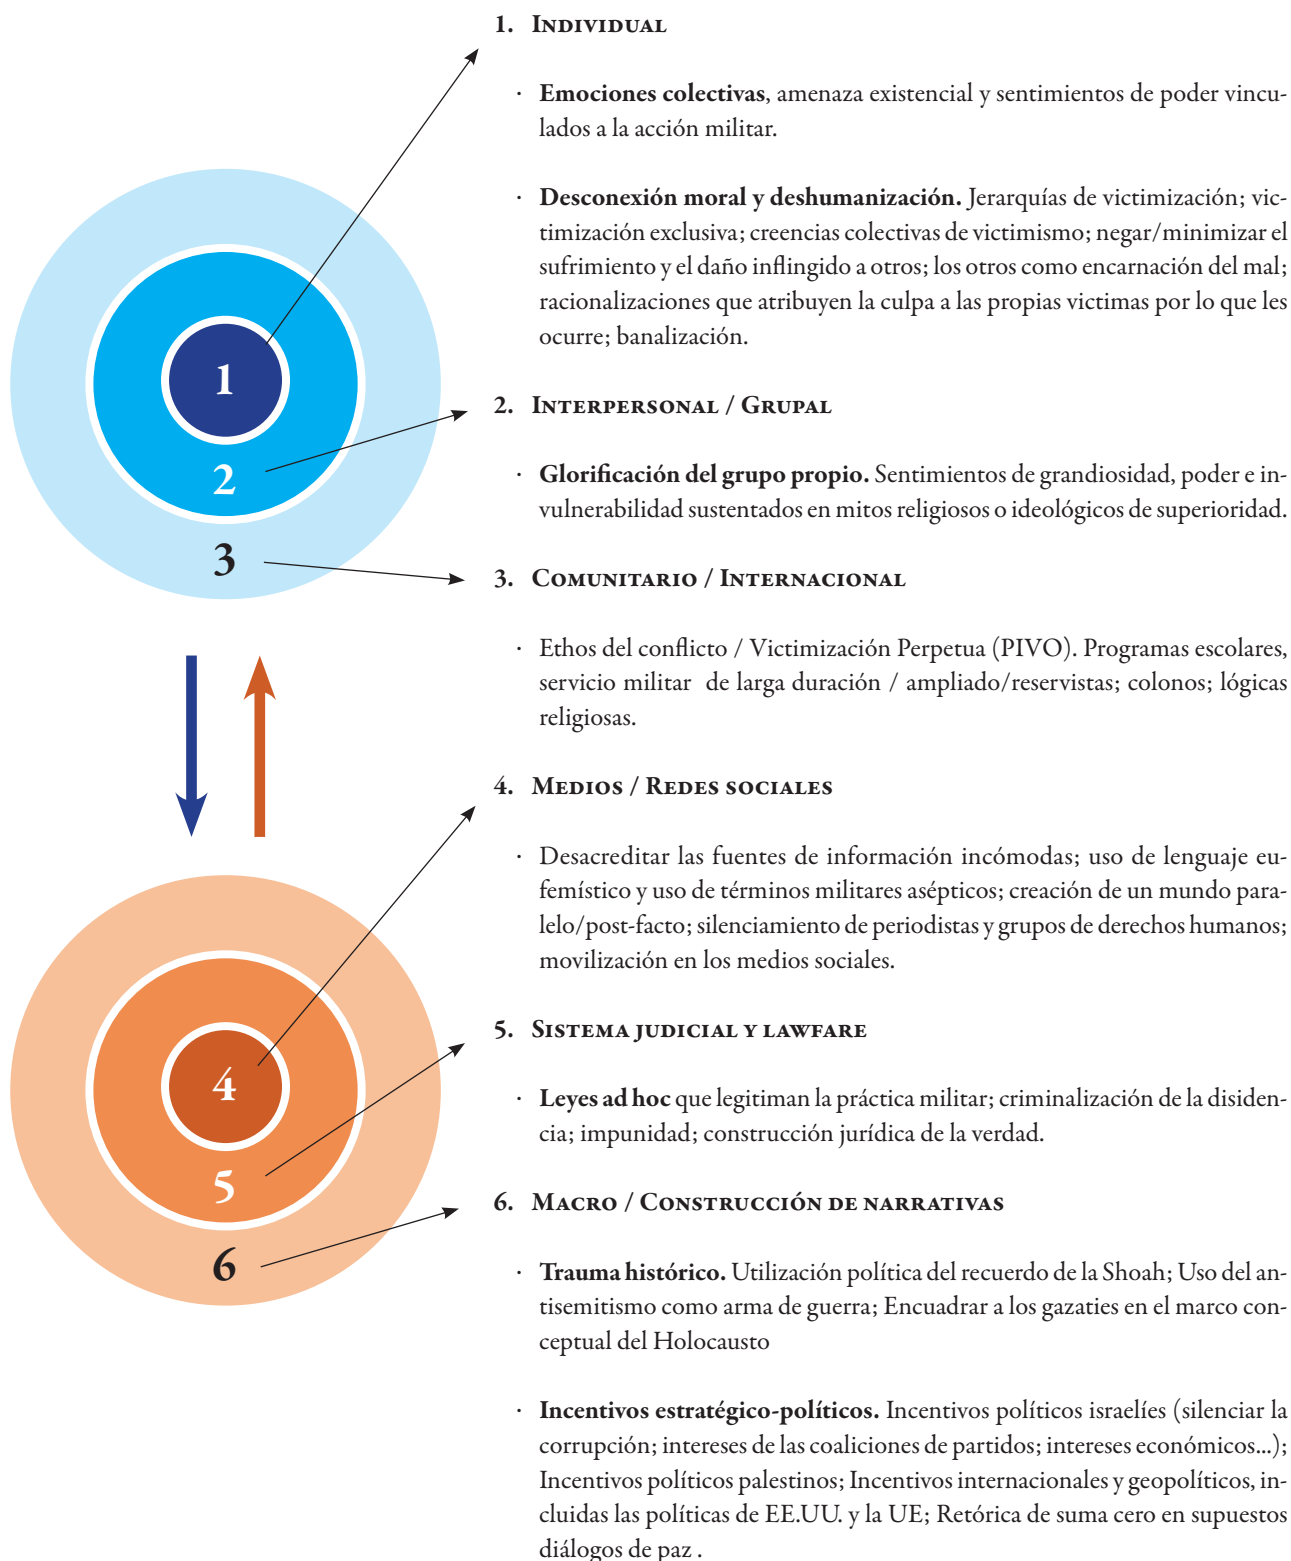 1. Individual
· Emociones colectivas, amenaza existencial y sentimientos de poder vincu-
lados a la acción militar.
· Desconexión moral y deshumanización. Jerarquías de victimización; vic-
timización exclusiva; creencias colectivas de victimismo; negar/minimizar el
sufrimiento y el daño inflingido a otros; los otros como encarnación del mal;
racionalizaciones que atribuyen la culpa a las propias victimas por lo que les
ocurre; banalización.
1
2. Interpersonal / Grupal
2
· Glorificación del grupo propio. Sentimientos de grandiosidad, poder e in-
vulnerabilidad sustentados en mitos religiosos o ideológicos de superioridad.
3
3. Comunitario / Internacional
· Ethos del conflicto / Victimización Perpetua (PIVO). Programas escolares,
servicio militar de larga duración / ampliado/reservistas; colonos; lógicas
religiosas.
4. Medios / Redes sociales
· Desacreditar las fuentes de información incómodas; uso de lenguaje eu-
femístico y uso de términos militares asépticos; creación de un mundo para-
lelo/post-facto; silenciamiento de periodistas y grupos de derechos humanos;
movilización en los medios sociales.
5. Sistema judicial y lawfare
4
· Leyes ad hoc que legitiman la práctica militar; criminalización de la disiden-
cia; impunidad; construcción jurídica de la verdad.
5
6. Macro / Construcción de narrativas
6
· Trauma histórico. Utilización política del recuerdo de la Shoah; Uso del an-
tisemitismo como arma de guerra; Encuadrar a los gazaties en el marco con-
ceptual del Holocausto
· Incentivos estratégico-políticos. Incentivos políticos israelíes (silenciar la
corrupción; intereses de las coaliciones de partidos; intereses económicos...);
Incentivos políticos palestinos; Incentivos internacionales y geopolíticos, in-
cluidas las políticas de EE.UU. y la UE; Retórica de suma cero en supuestos
diálogos de paz .